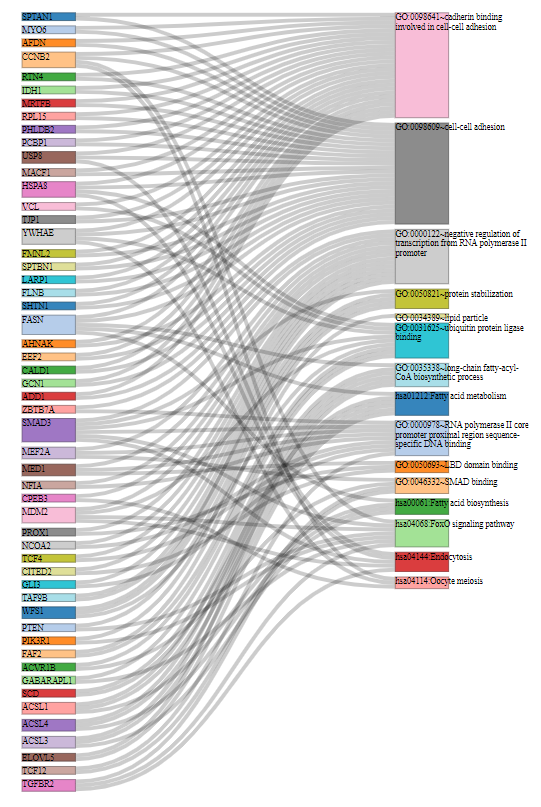 SPTAN1
MYO6
AFDN
CCNB2
RTN4
IDH1
MRTFB
RPL15
PHLDB2
PCBP1
USP8
MACF1
HSPA8
VCL
TJP1
YWHAE
FMNL2
SPTBN1
LARP1
FLNB
SHTN1
FASN
AHNAK
EEF2
CALD1
GCN1
ADD1
ZBTB7A
SMAD3
MEF2A
MED1
NFIA
CPEB3
MDM2
PROX1
NCOA2
TCF4
CITED2
GLI3
TAF9B
WFS1
PTEN
PIK3R1
FAF2
ACVR1B
GABARAPL1
SCD
ACSL1
ACSL4
ACSL3
ELOVL5
TCF12
TGFBR2
GO:0098641~cadherin binding
involved in cell-cell adhesion
GO:0098609~cell-cell adhesion
GO:0000122~negative regulation of
transcription from RNA polymerase II
promoter
GO:0050821~protein stabilization
GO:0034389~lipid particle
GO:0031625~ubiquitin protein ligase
binding
GO:0035338~long-chain fatty-acyl-
CoA biosynthetic process
hsa01212:Fatty acid metabolism
GO:0000978~RNA polymerase II core
promoter proximal region sequence-
specific DNA binding
GO:0050693~LBD domain binding
GO:0046332~SMAD binding
hsa00061:Fatty acid biosynthesis
hsa04068:FoxO signaling pathway
hsa04144:Endocytosis
hsa04114:Oocyte meiosis